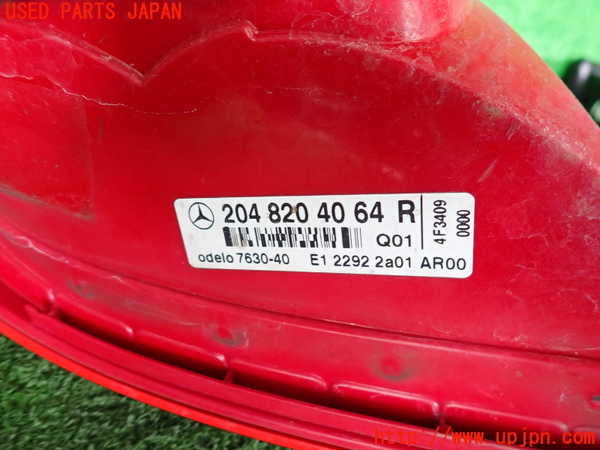 USED PARTS JAPAN
204 820 40 64 R
Q01
4F3409
0000
odelo 7630-40 E1 2292 2a01 AR00
http://www.upjpn.com